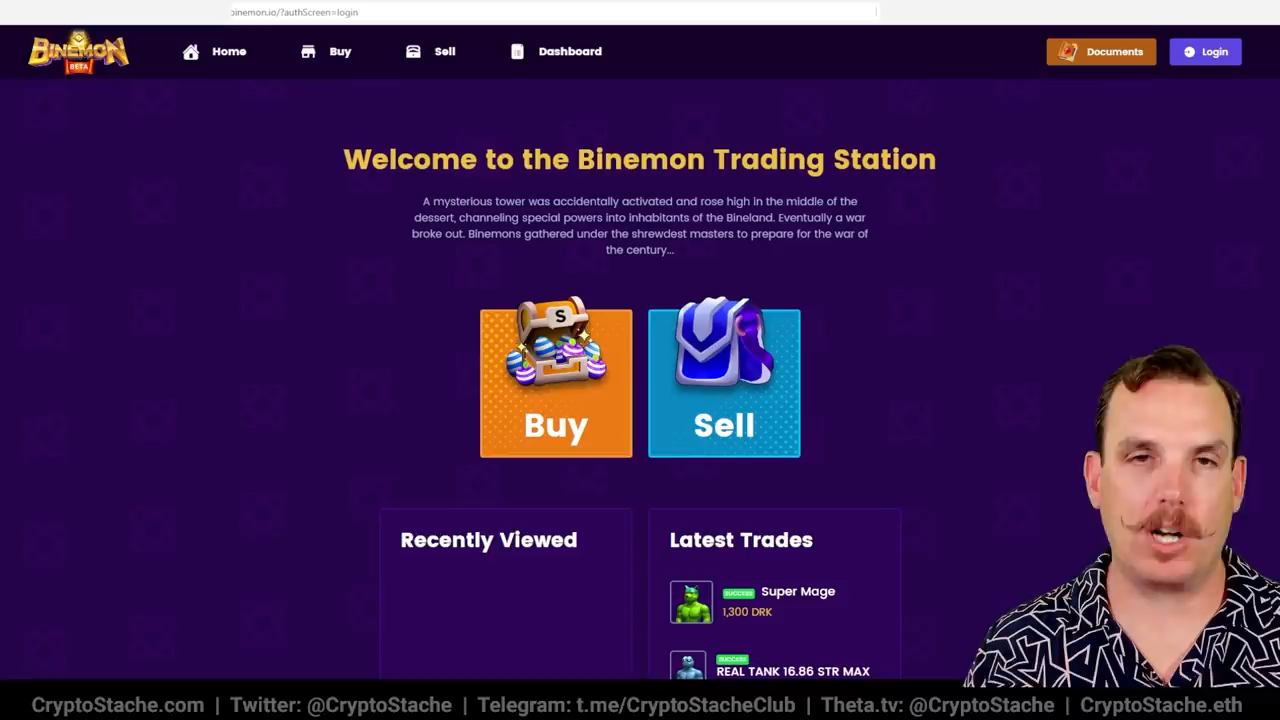 binemon.io/?authScreen=login
BINEMON
BETA
Home
Buy
Sell
Dashboard
Documents
Login
Welcome to the Binemon Trading Station
A mysterious tower was accidentally activated and rose high in the middle of the
dessert, channeling special powers into inhabitants of the Bineland. Eventually a war
broke out. Binemons gathered under the shrewdest masters to prepare for the war of
the century...
S
Buy
Sell
Recently Viewed
Latest Trades
SUCCESS
Super Mage
1,300 DRK
SUCCESS
REAL TANK 16.86 STR MAX
CryptoStache.com | Twitter: @CryptoStache | Telegram: t.me/CryptoStacheClub | Theta.tv: @CryptoStache | CryptoStache.eth